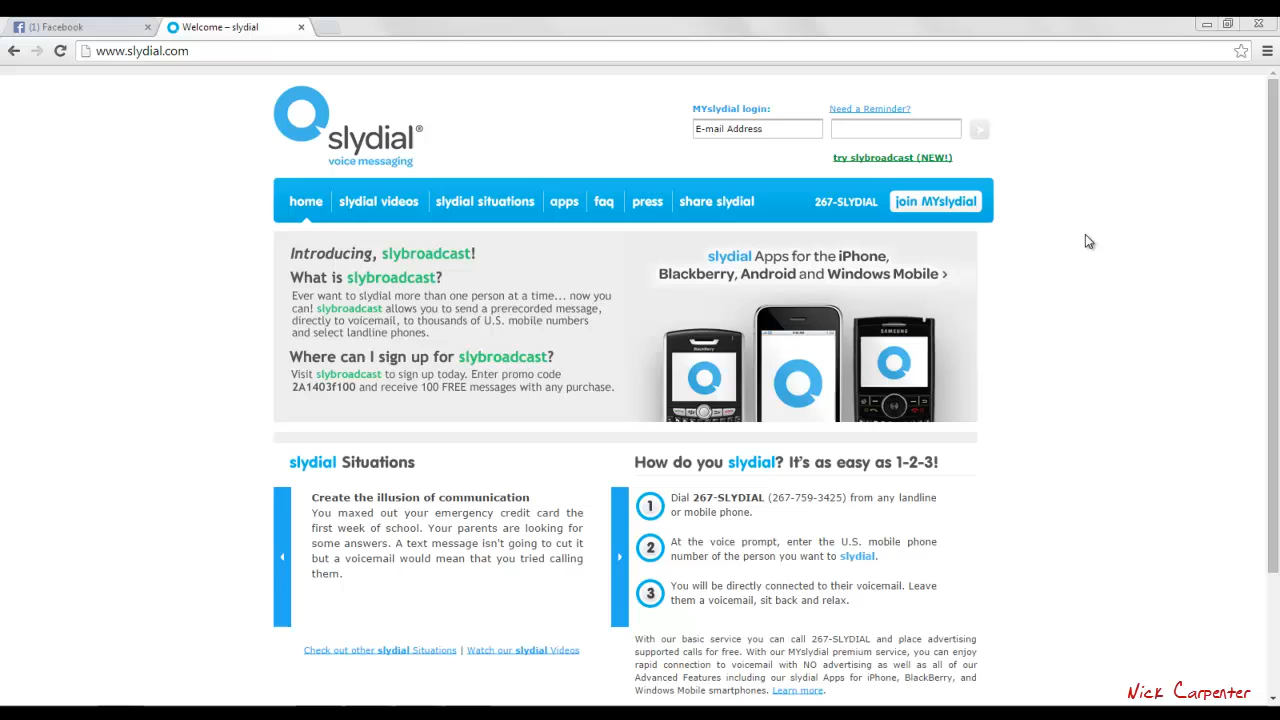 (1) Facebook
Welcome – slydial
www.slydial.com
slydial®
voice messaging
MYslydial login:
Need a Reminder?
E-mail Address
try slybroadcast (NEW!)
home
slydial videos
slydial situations
apps
faq
press
share slydial
267-SLYDIAL
join MYslydial
Introducing, slybroadcast!
What is slybroadcast?
Ever want to slydial more than one person at a time... now you
can! slybroadcast allows you to send a prerecorded message,
directly to voicemail, to thousands of U.S. mobile numbers
and select landline phones.
Where can I sign up for slybroadcast?
Visit slybroadcast to sign up today. Enter promo code
2A1403f100 and receive 100 FREE messages with any purchase.
slydial Apps for the iPhone,
Blackberry, Android and Windows Mobile ›
BlackBerry
SAMSUNG
slydial Situations
Create the illusion of communication
You maxed out your emergency credit card the
first week of school. Your parents are looking for
some answers. A text message isn't going to cut it
but a voicemail would mean that you tried calling
them.
Check out other slydial Situations | Watch our slydial Videos
How do you slydial? It's as easy as 1-2-3!
1
Dial 267-SLYDIAL (267-759-3425) from any landline
or mobile phone.
2
At the voice prompt, enter the U.S. mobile phone
number of the person you want to slydial.
3
You will be directly connected to their voicemail. Leave
them a voicemail, sit back and relax.
With our basic service you can call 267-SLYDIAL and place advertising
supported calls for free. With our MYslydial premium service, you can enjoy
rapid connection to voicemail with NO advertising as well as all of our
Advanced Features including our slydial Apps for iPhone, BlackBerry, and
Windows Mobile smartphones. Learn more.
Nick Carpenter